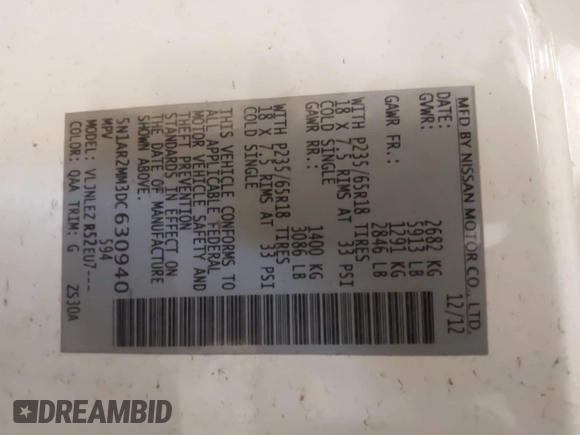 MFD BY NISSAN MOTOR CO., LTD.
DATE: 12/12
GVWR: 2682 KG
5913 LB
GAWR FR.: 1291 KG
2846 LB
WITH P235/65R18 TIRES
18 X 7.5 RIMS AT 33 PSI
COLD SINGLE
GAWR RR.: 1400 KG
3086 LB
WITH P235/65R18 TIRES
18 X 7.5 RIMS AT 33 PSI
COLD SINGLE
THIS VEHICLE CONFORMS TO
ALL APPLICABLE FEDERAL
MOTOR VEHICLE SAFETY AND
THEFT PREVENTION
STANDARDS IN EFFECT ON
THE DATE OF MANUFACTURE
SHOWN ABOVE.
5N1AR2MM3DC630940
MPV 594
MODEL: VLJNLEZ R52EU7---
COLOR: QAA TRIM: G ZS30A
DREAMBID